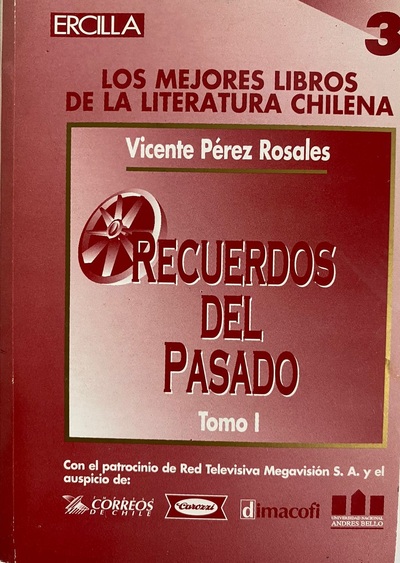 ERCILLA
3
LOS MEJORES LIBROS
DE LA LITERATURA CHILENA
Vicente Pérez Rosales
RECUERDOS
DEL
PASADO
Tomo I
Con el patrocinio de Red Televisiva Megavisión S. A. y el
auspicio de:
CORREOS
DE CHILE
Carozzi
dimacofi
UNIVERSIDAD NACIONAL
ANDRES BELLO